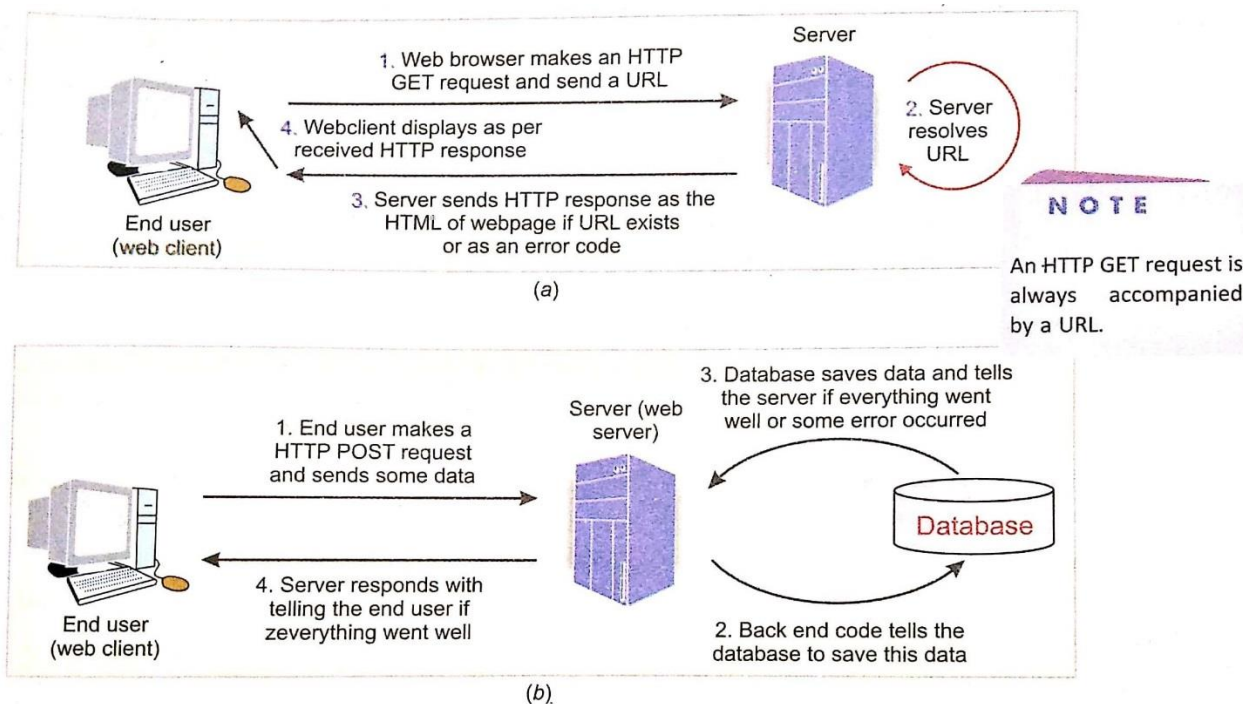 Server
1. Web browser makes an HTTP
GET request and send a URL
2. Server
resolves
URL
4. Webclient displays as per
received HTTP response
3. Server sends HTTP response as the
HTML of webpage if URL exists
or as an error code
End user
(web client)
(a)
NOTE
An HTTP GET request is
always accompanied
by a URL.
3. Database saves data and tells
the server if everything went
well or some error occurred
Server (web
server)
1. End user makes a
HTTP POST request
and sends some data
Database
4. Server responds with
telling the end user if
zeverything went well
End user
(web client)
2. Back end code tells the
database to save this data
(b)